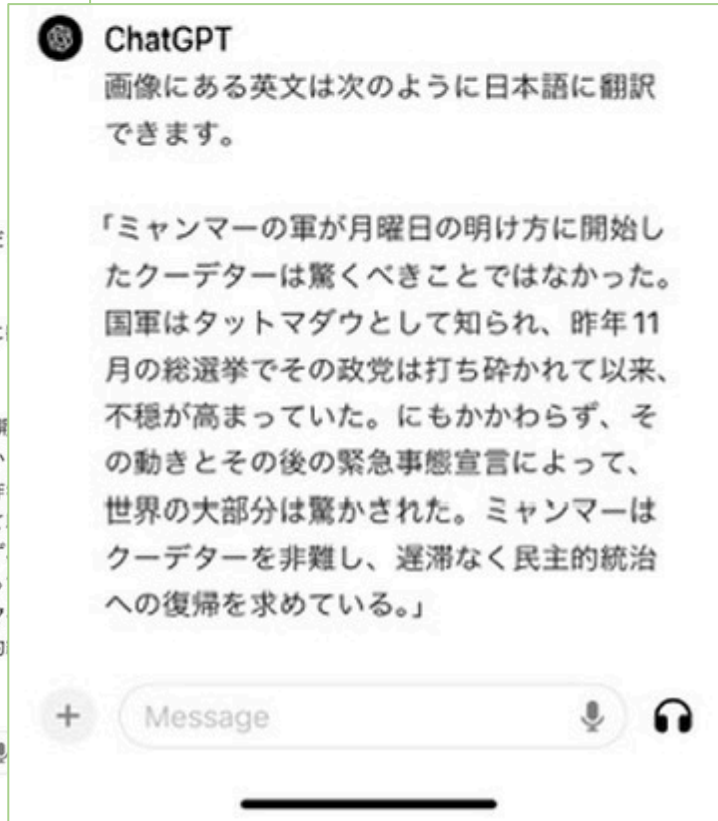 ChatGPT
画像にある英文は次のように日本語に翻訳
できます。
「ミャンマーの軍が月曜日の明け方に開始し
たクーデターは驚くべきことではなかった。
国軍はタットマダウとして知られ、昨年11
月の総選挙でその政党は打ち砕かれて以来、
不穏が高まっていた。にもかかわらず、そ
の動きとその後の緊急事態宣言によって、
世界の大部分は驚かされた。ミャンマーは
クーデターを非難し、遅滞なく民主的統治
への復帰を求めている。」
Message